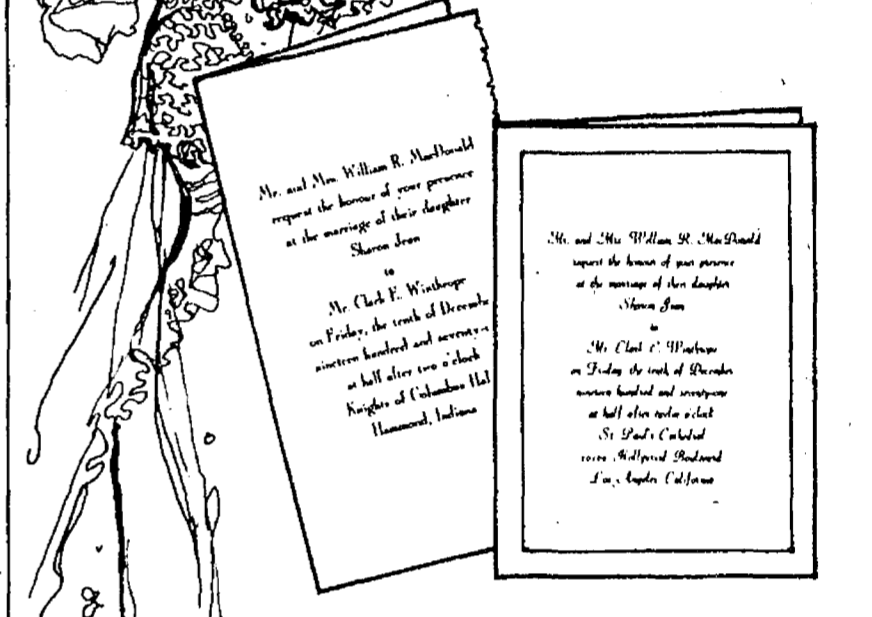 Mr. and Mrs. William R. MacDonald
request the honour of your presence
at the marriage of their daughter
Sharon Jean
to
Mr. Clark E. Winthrope
on Friday, the tenth of Decembe
nineteen hundred and seventy-
at half after two o'clock
Knights of Columbus Hal
Hammond, Indiana
Mr. and Mrs. William R. MacDonald
request the honour of your presence
at the marriage of their daughter
Sharon Jean
to
Mr. Clark E. Winthrope
on Friday the tenth of December
nineteen hundred and seventy-one
at half after twelve o'clock
St. Paul's Cathedral
Hollywood Boulevard
Los Angeles California